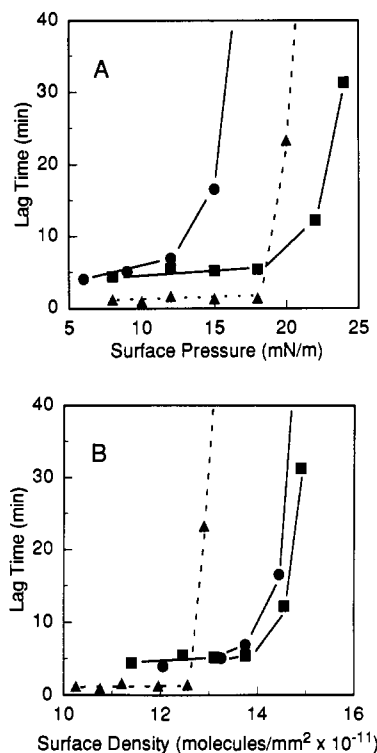 A
40
30
20
10
0
Lag Time (min)
5 10 15 20 25
Surface Pressure (mN/m)
B
40
30
20
10
0
Lag Time (min)
10 12 14 16
Surface Density (molecules/mm² x 10⁻¹¹)